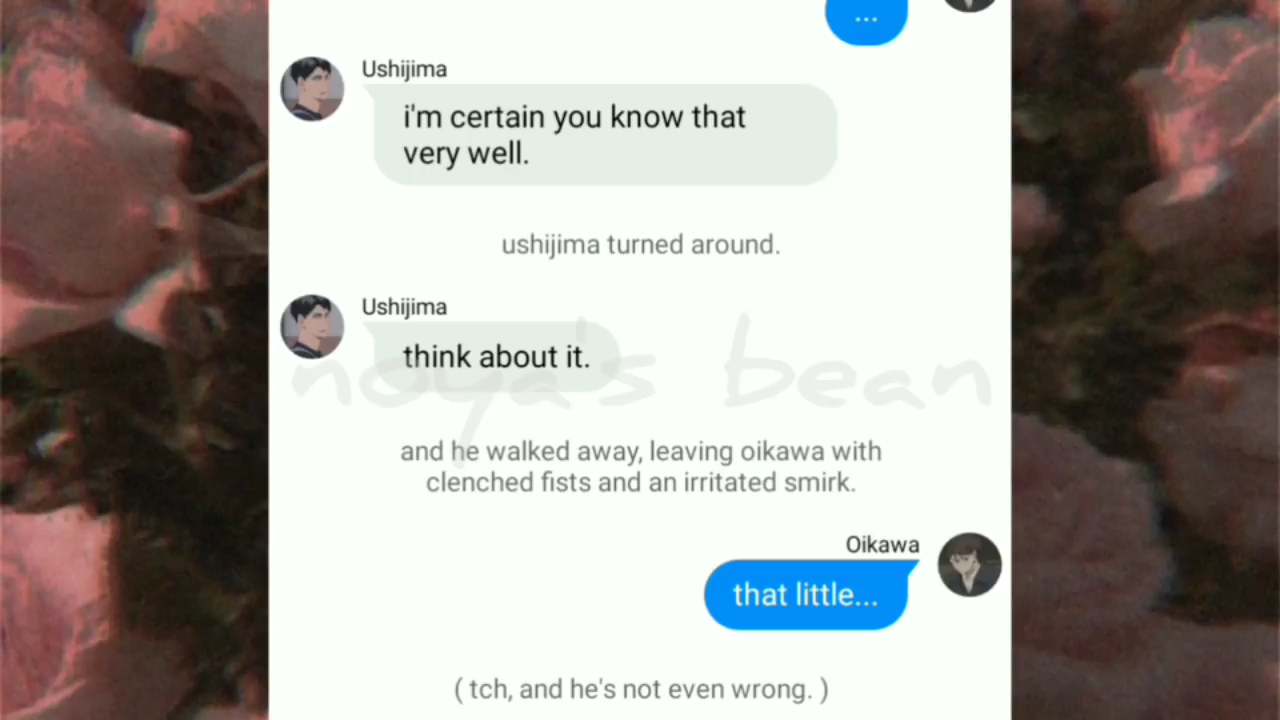 ...
Ushijima
i'm certain you know that
very well.
ushijima turned around.
Ushijima
think about it.
noya's bean
and he walked away, leaving oikawa with
clenched fists and an irritated smirk.
Oikawa
that little...
( tch, and he's not even wrong. )